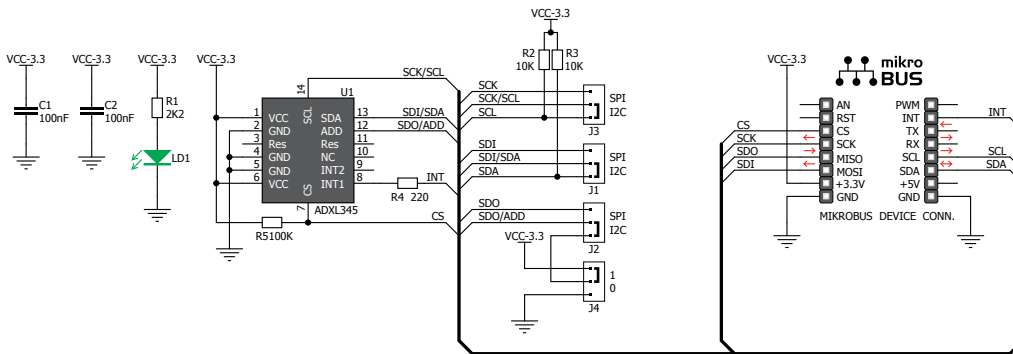 VCC-3.3
C1
100nF
VCC-3.3
C2
100nF
VCC-3.3
R1
2K2
LD1
VCC-3.3
U1
14
SCL
1 VCC SDA 13
2 GND ADD 12
3 Res Res 11
4 GND NC 10
5 GND INT2 9
6 VCC INT1 8
CS
7
ADXL345
SCK/SCL
SDI/SDA
SDO/ADD
R4 220
INT
R5100K
CS
VCC-3.3
R2
10K
R3
10K
SCK
SCK/SCL
SCL
SPI
I2C
J3
SDI
SDI/SDA
SDA
SPI
I2C
J1
SDO
SDO/ADD
SPI
I2C
J2
VCC-3.3
1
0
J4
VCC-3.3
mikro
BUS
CS
SCK
SDO
SDI
AN PWM
RST INT
CS TX
SCK RX
MISO SCL
MOSI SDA
+3.3V +5V
GND GND
INT
SCL
SDA
MIKROBUS DEVICE CONN.